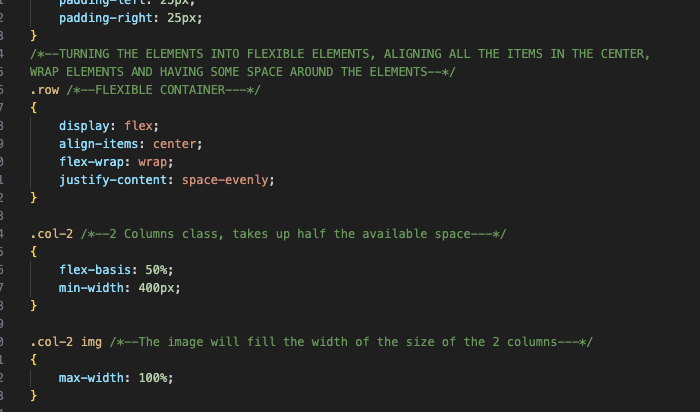 padding-left: 25px;
padding-right: 25px;
}
/*--TURNING THE ELEMENTS INTO FLEXIBLE ELEMENTS, ALIGNING ALL THE ITEMS IN THE CENTER,
WRAP ELEMENTS AND HAVING SOME SPACE AROUND THE ELEMENTS--*/
.row /*--FLEXIBLE CONTAINER---*/
{
display: flex;
align-items: center;
flex-wrap: wrap;
justify-content: space-evenly;
}
.col-2 /*--2 Columns class, takes up half the available space---*/
{
flex-basis: 50%;
min-width: 400px;
}
.col-2 img /*--The image will fill the width of the size of the 2 columns---*/
{
max-width: 100%;
}